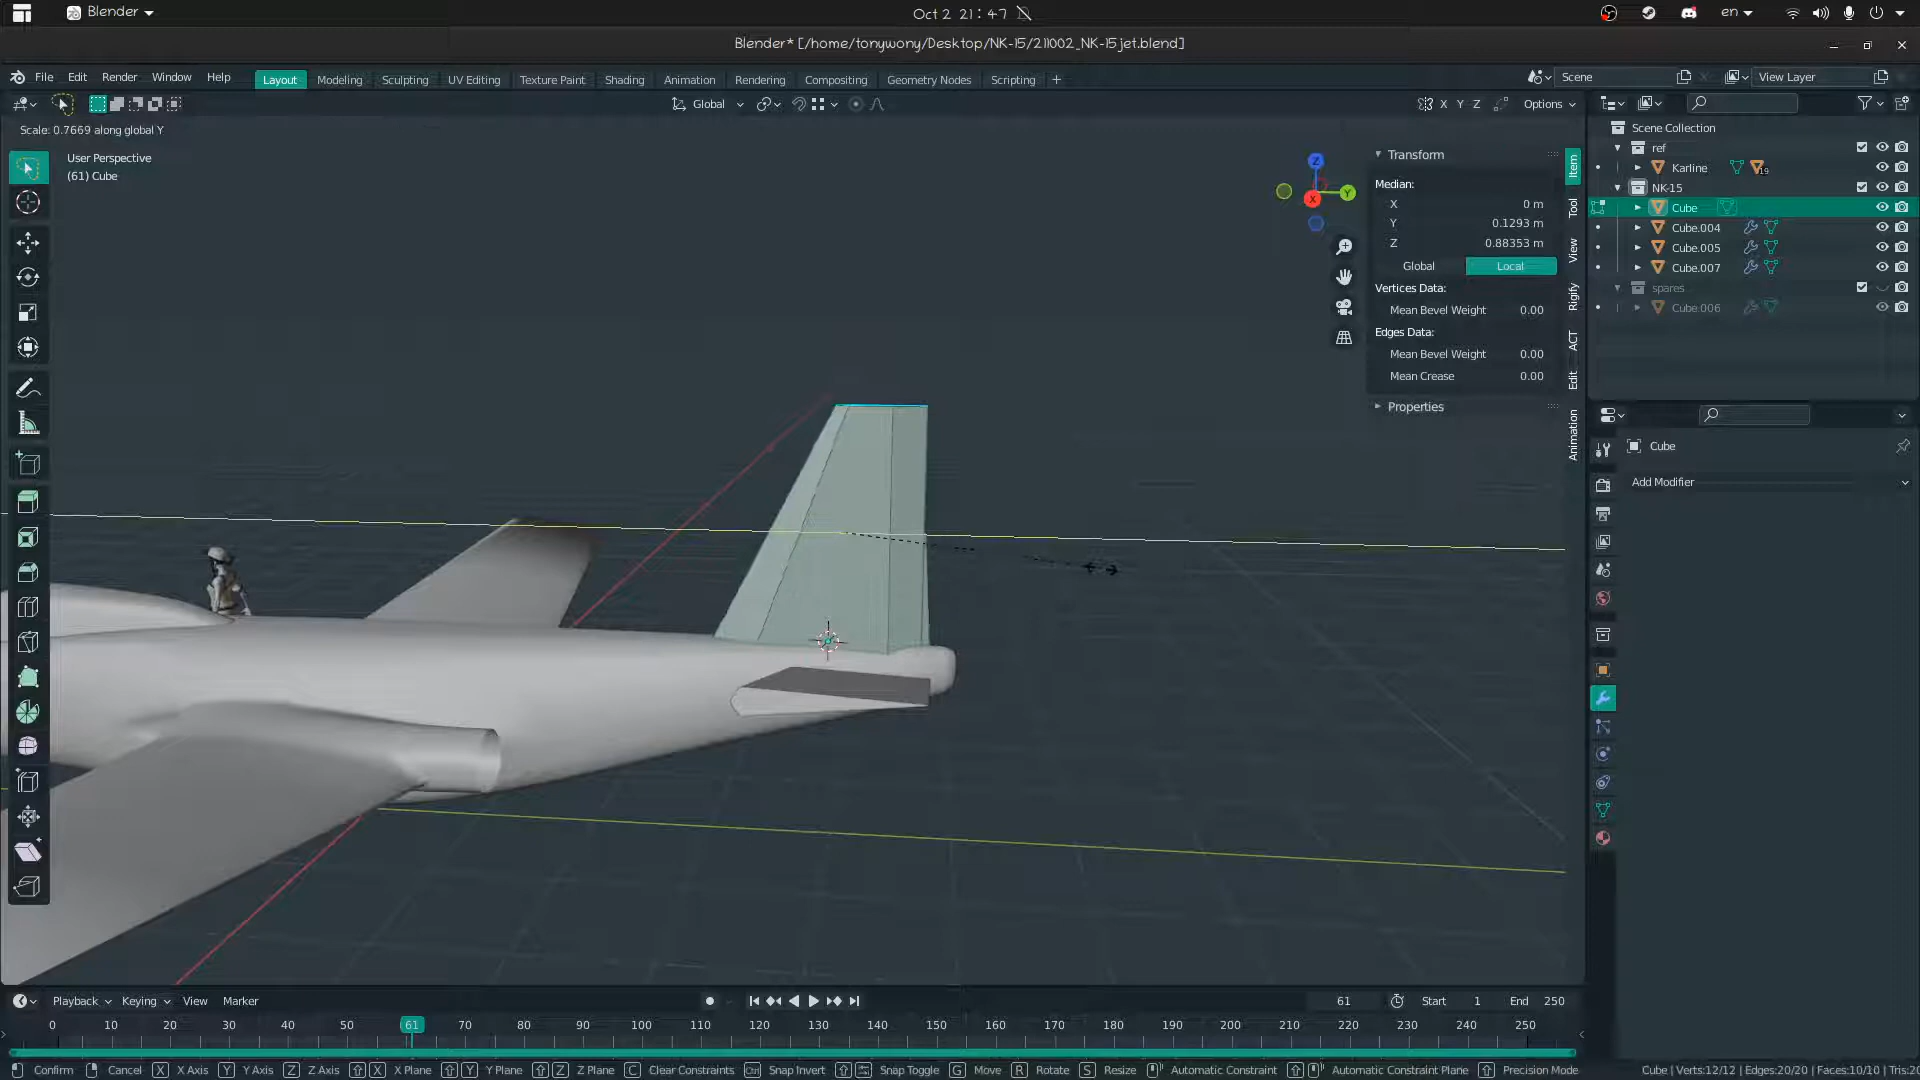 Blender
Oct 2 21:47
en
Blender* [/home/tonywony/Desktop/NK-15/211002_NK-15jet.blend]
File Edit Render Window Help
Layout Modeling Sculpting UV Editing Texture Paint Shading Animation Rendering Compositing Geometry Nodes Scripting +
Scene
View Layer
Global
X Y Z
Options
Scale: 0.7669 along global Y
User Perspective
(61) Cube
Z
Y
X
Transform
Median:
X 0 m
Y 0.1293 m
Z 0.88353 m
Global Local
Vertices Data:
Mean Bevel Weight 0.00
Edges Data:
Mean Bevel Weight 0.00
Mean Crease 0.00
Properties
Item
Tool
View
Rigify
ACT
Edit
Animation
Scene Collection
ref
Karline
19
NK-15
Cube
Cube.004
Cube.005
Cube.007
spares
Cube.006
Cube
Add Modifier
Playback Keying View Marker
61
Start 1
End 250
0 10 20 30 40 50 61 70 80 90 100 110 120 130 140 150 160 170 180 190 200 210 220 230 240 250
Confirm Cancel X X Axis Y Y Axis Z Z Axis X X Plane Y Y Plane Z Z Plane C Clear Constraints Ctrl Snap Invert Snap Toggle G Move R Rotate S Resize Automatic Constraint Automatic Constraint Plane Precision Mode
Cube | Verts:12/12 | Edges:20/20 | Faces:10/10 | Tris:20